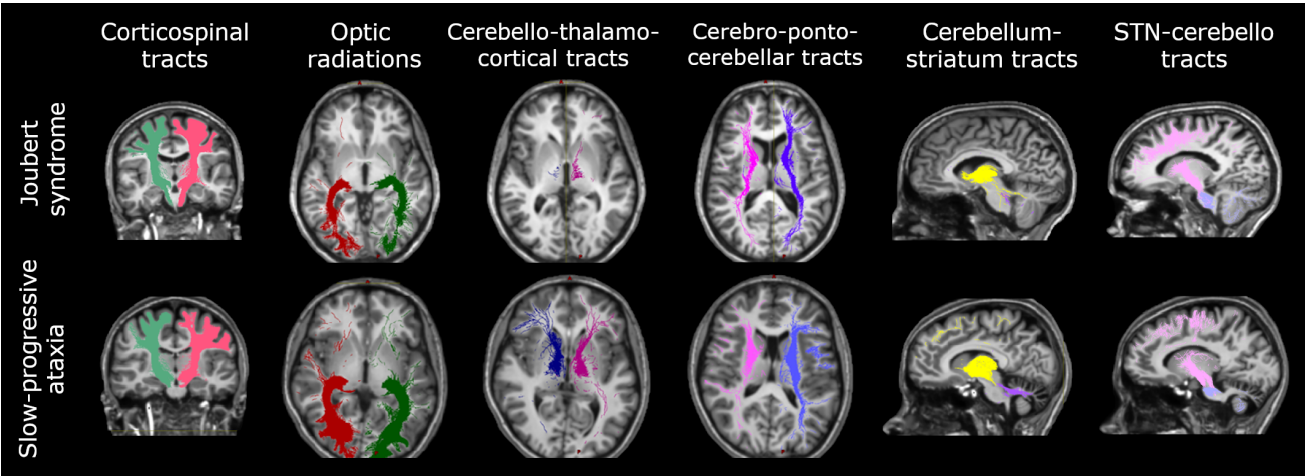 Corticospinal
tracts
Optic
radiations
Cerebello-thalamo-
cortical tracts
Cerebro-ponto-
cerebellar tracts
Cerebellum-
striatum tracts
STN-cerebello
tracts
Joubert
syndrome
Slow-progressive
ataxia